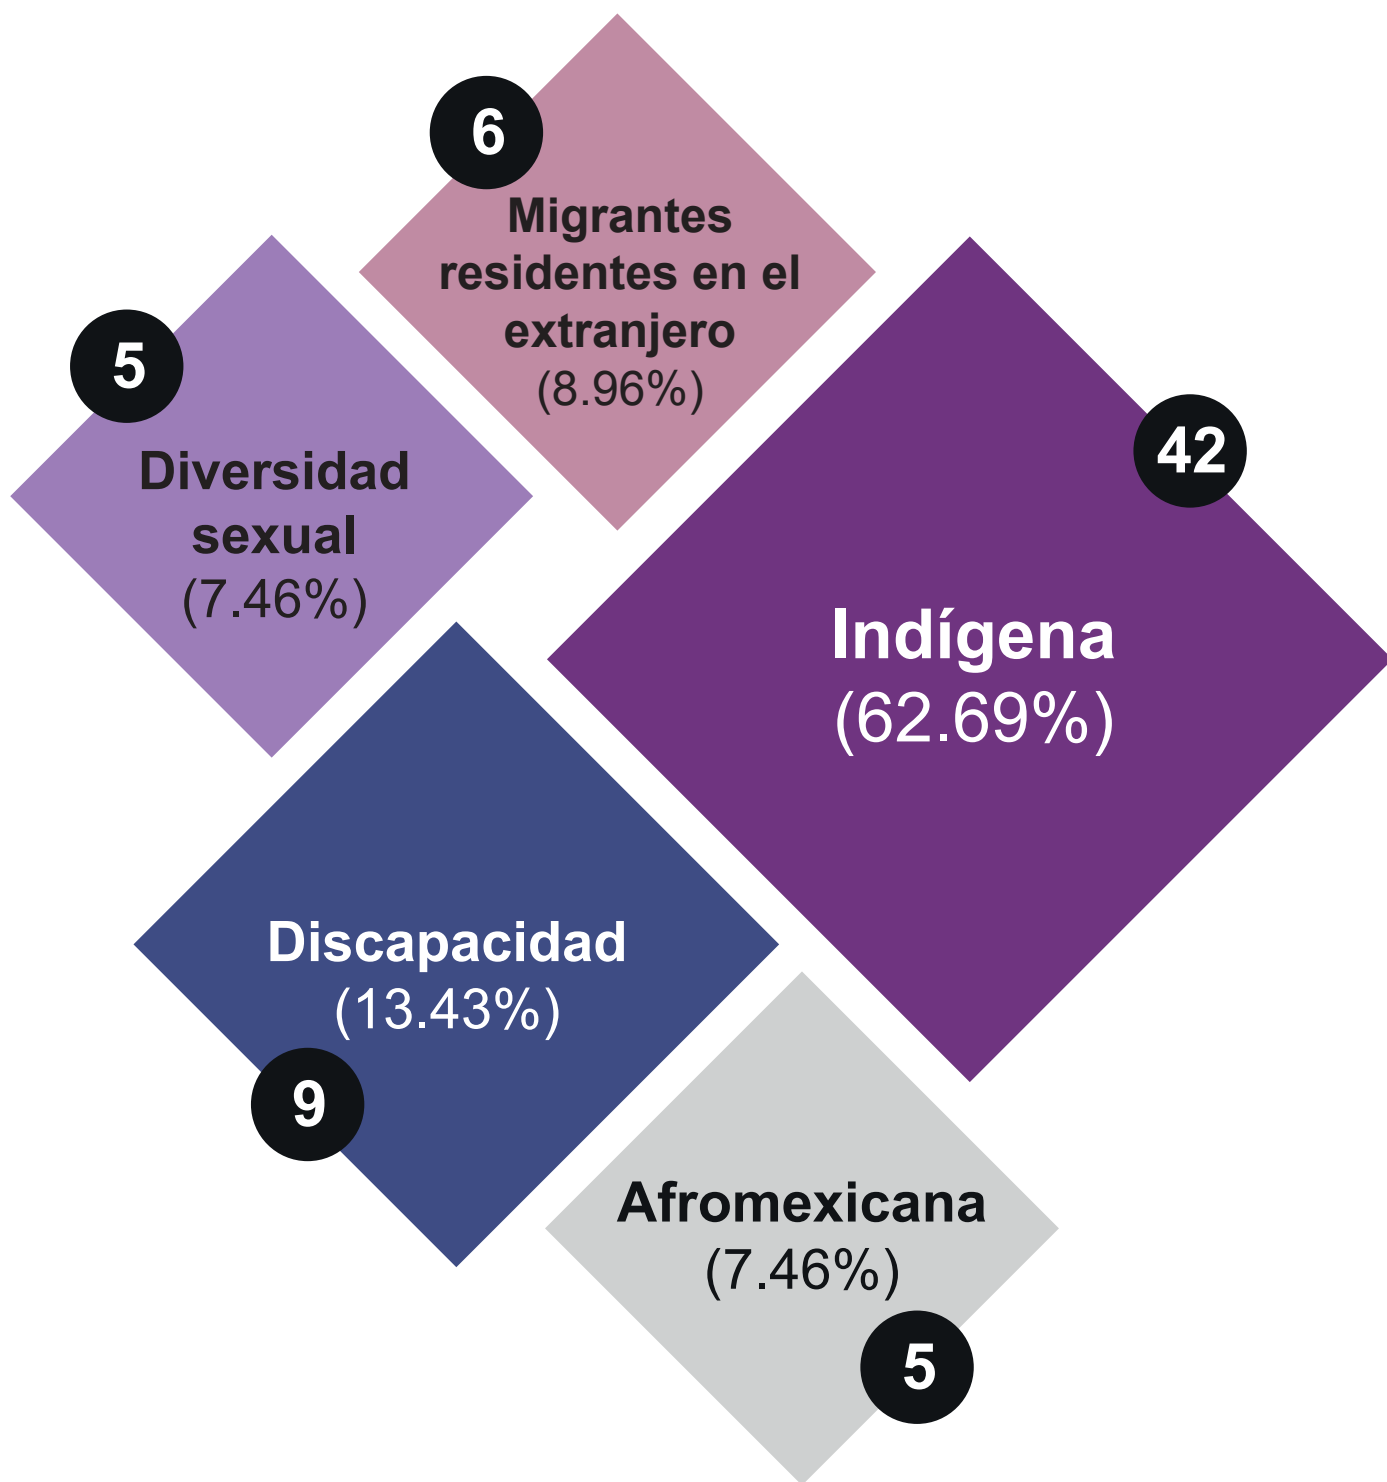 6
Migrantes
residentes en el
extranjero
(8.96%)
5
Diversidad
sexual
(7.46%)
42
Indígena
(62.69%)
Discapacidad
(13.43%)
9
Afromexicana
(7.46%)
5